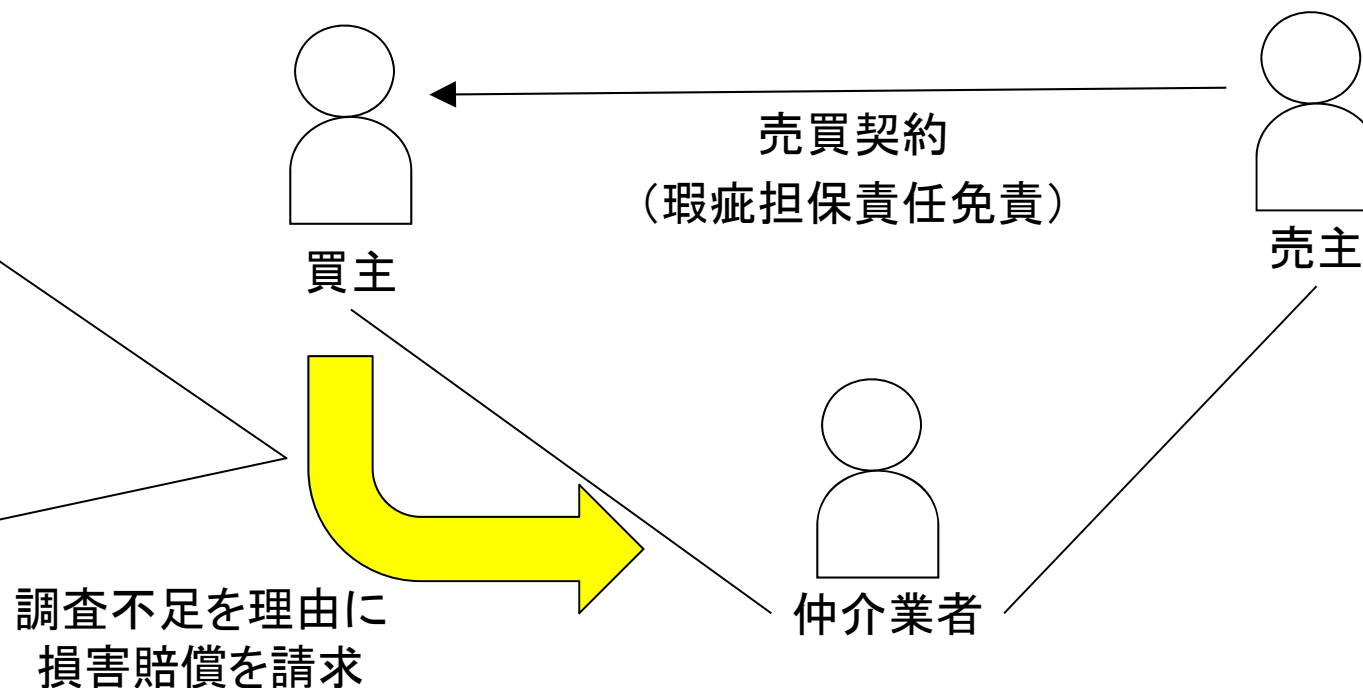 売買契約
（瑕疵担保責任免責）
買主
売主
仲介業者
調査不足を理由に
損害賠償を請求